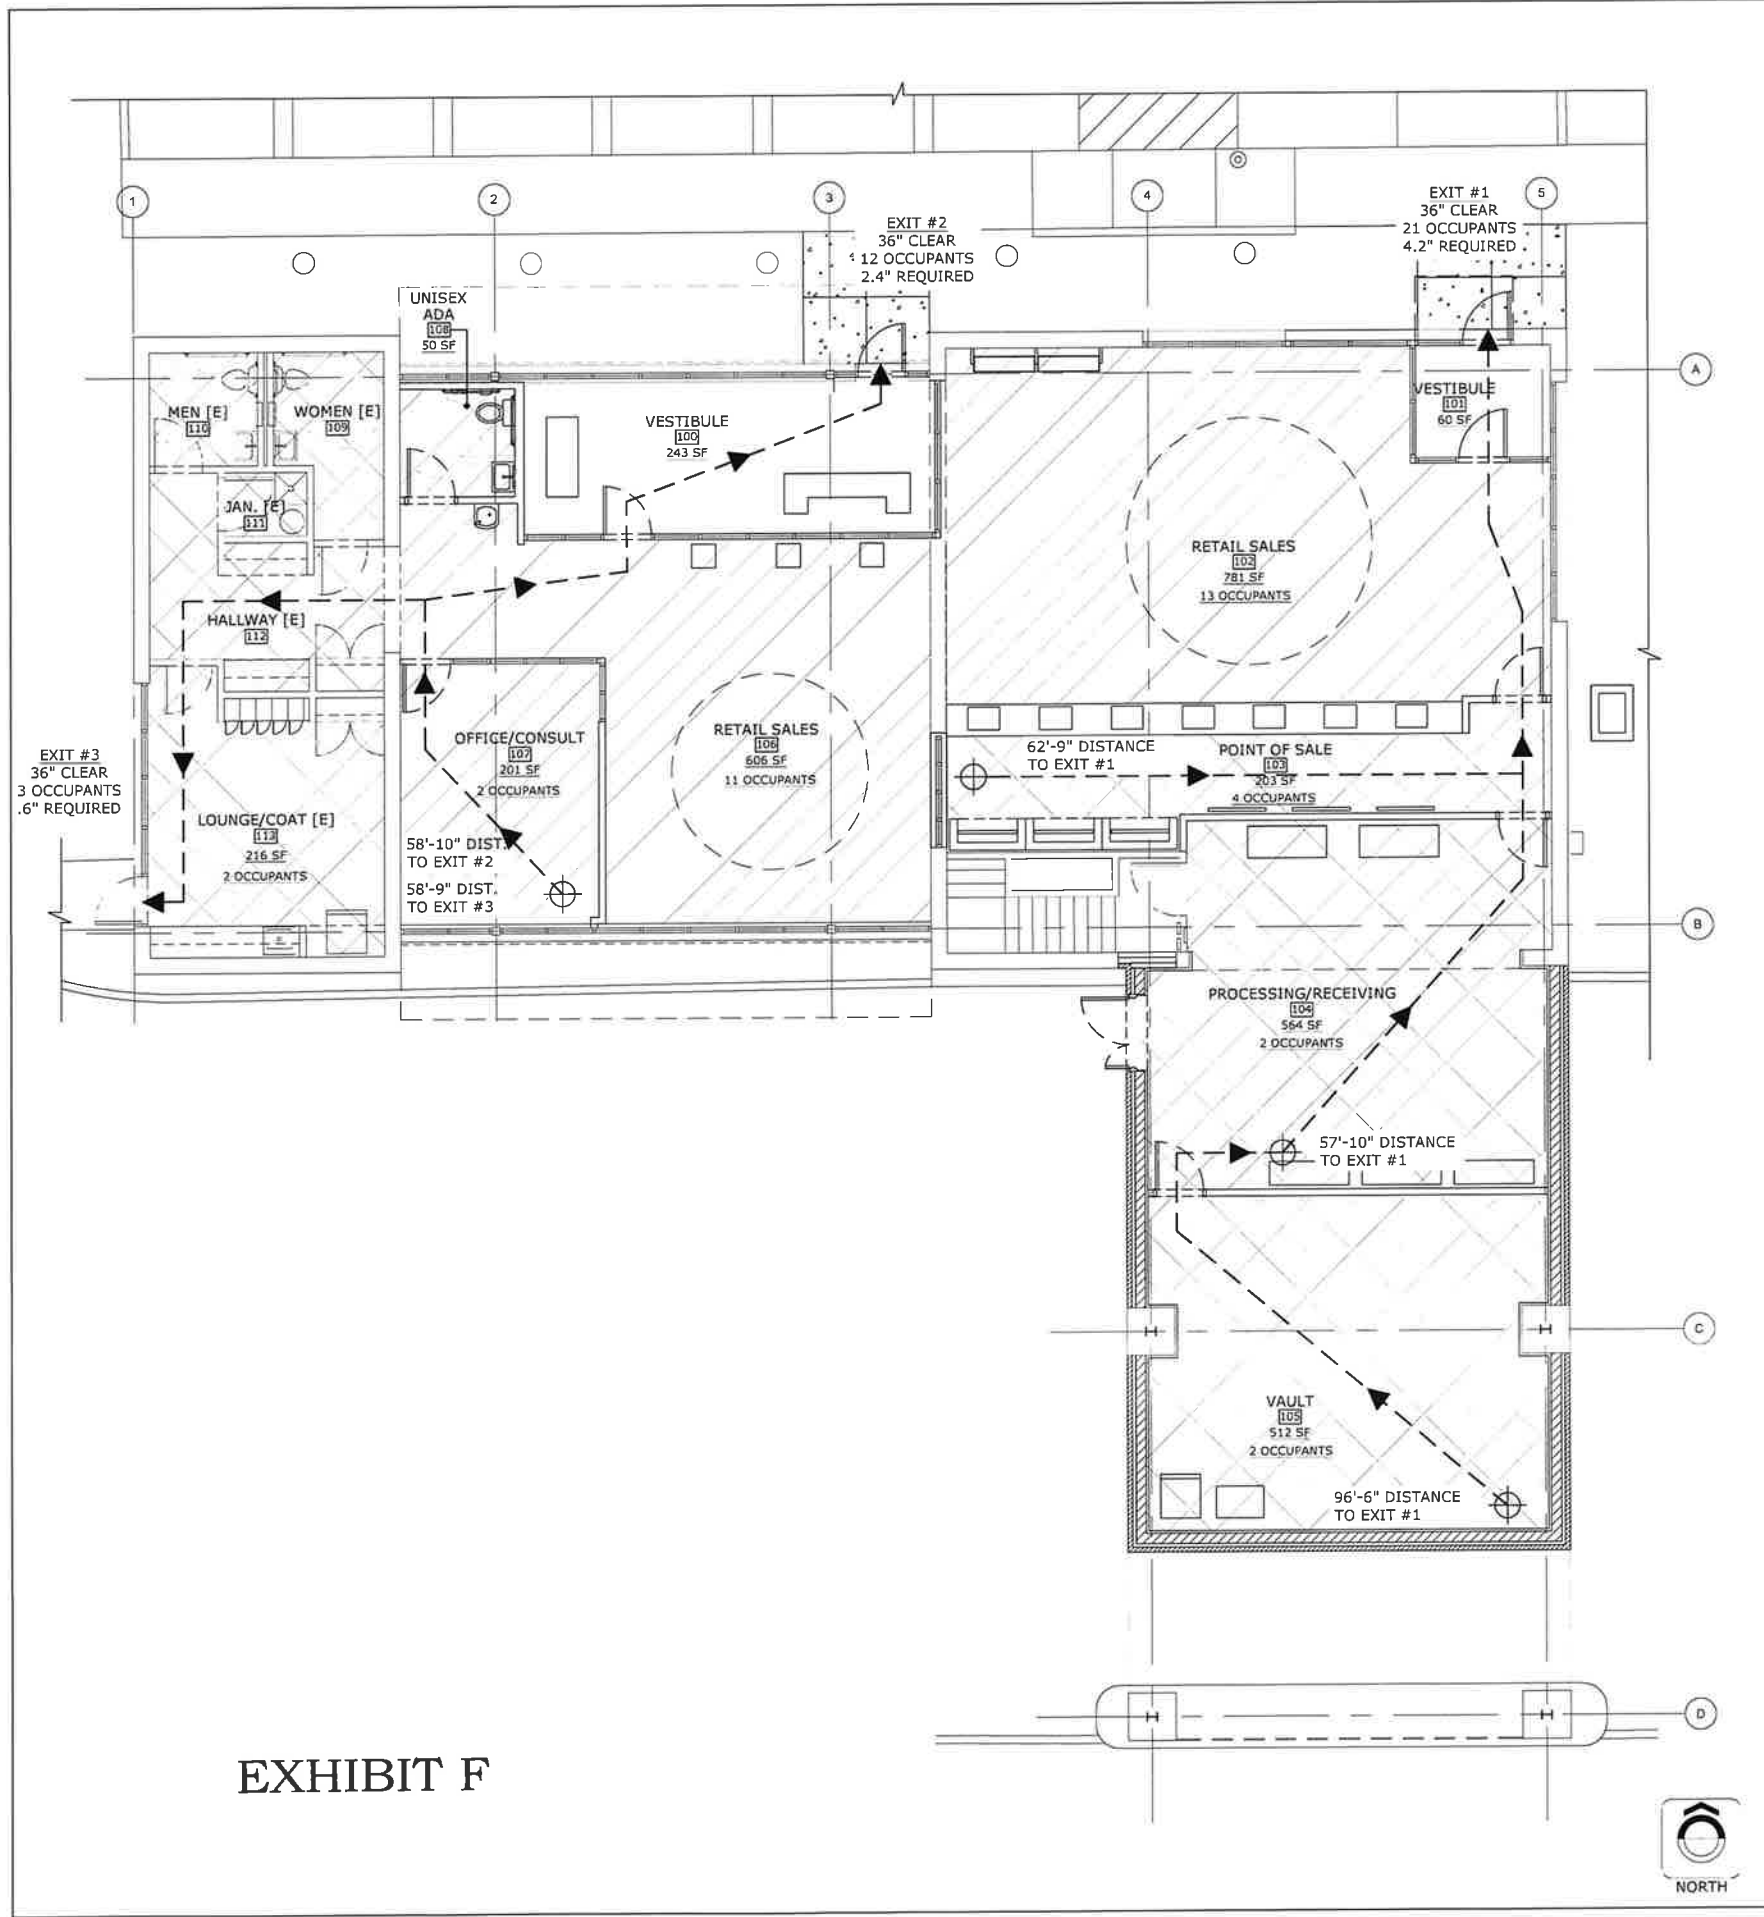 1
2
3
4
5
EXIT #1
36" CLEAR
21 OCCUPANTS
4.2" REQUIRED
EXIT #2
36" CLEAR
12 OCCUPANTS
2.4" REQUIRED
UNISEX
ADA
108
50 SF
A
MEN [E]
110
WOMEN [E]
109
VESTIBULE
100
243 SF
VESTIBULE
101
60 SF
JAN. [E]
111
RETAIL SALES
102
781 SF
13 OCCUPANTS
HALLWAY [E]
112
EXIT #3
36" CLEAR
3 OCCUPANTS
.6" REQUIRED
OFFICE/CONSULT
107
201 SF
2 OCCUPANTS
RETAIL SALES
106
606 SF
11 OCCUPANTS
62'-9" DISTANCE
TO EXIT #1
POINT OF SALE
103
203 SF
4 OCCUPANTS
LOUNGE/COAT [E]
113
216 SF
2 OCCUPANTS
58'-10" DIST.
TO EXIT #2
58'-9" DIST.
TO EXIT #3
B
PROCESSING/RECEIVING
104
564 SF
2 OCCUPANTS
57'-10" DISTANCE
TO EXIT #1
C
VAULT
105
512 SF
2 OCCUPANTS
96'-6" DISTANCE
TO EXIT #1
D
EXHIBIT F
NORTH